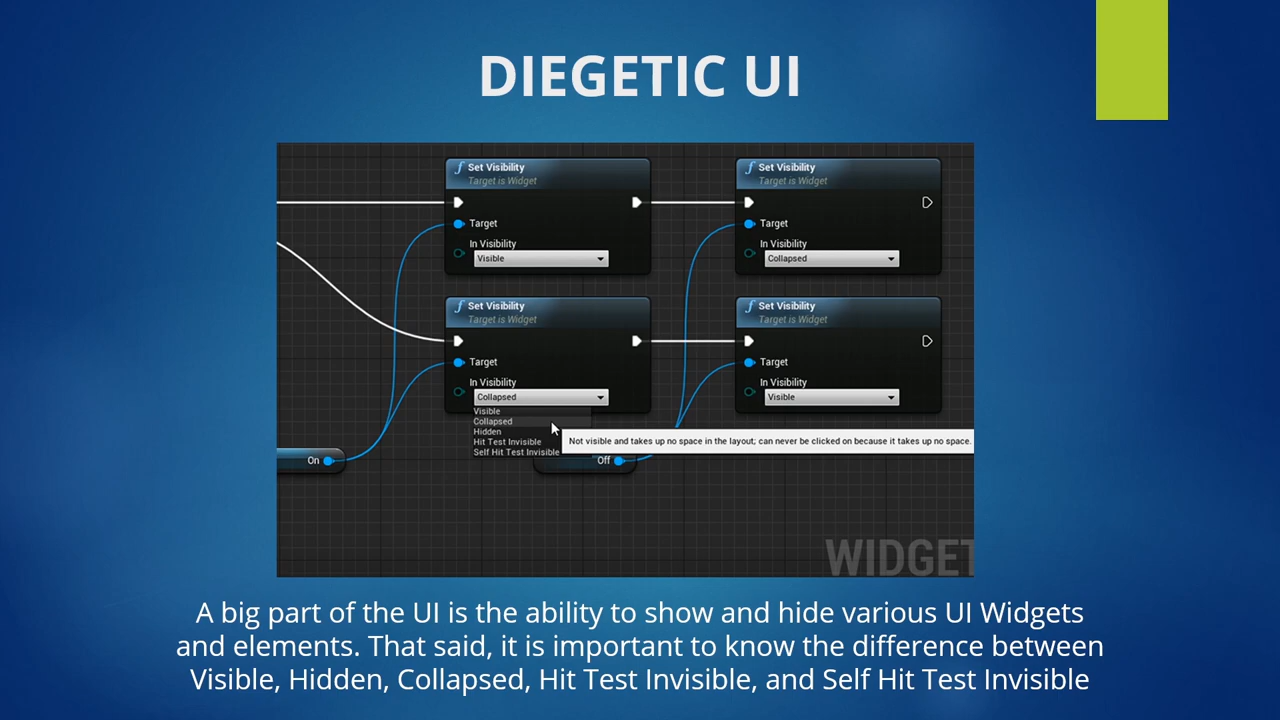 DIEGETIC UI
Set Visibility
Target is Widget
Target
In Visibility
Visible
Set Visibility
Target is Widget
Target
In Visibility
Collapsed
Set Visibility
Target is Widget
Target
In Visibility
Collapsed
Visible
Collapsed
Hidden
Hit Test Invisible
Self Hit Test Invisible
Set Visibility
Target is Widget
Target
In Visibility
Visible
Not visible and takes up no space in the layout; can never be clicked on because it takes up no space.
On
Off
WIDGET
A big part of the UI is the ability to show and hide various UI Widgets
and elements. That said, it is important to know the difference between
Visible, Hidden, Collapsed, Hit Test Invisible, and Self Hit Test Invisible